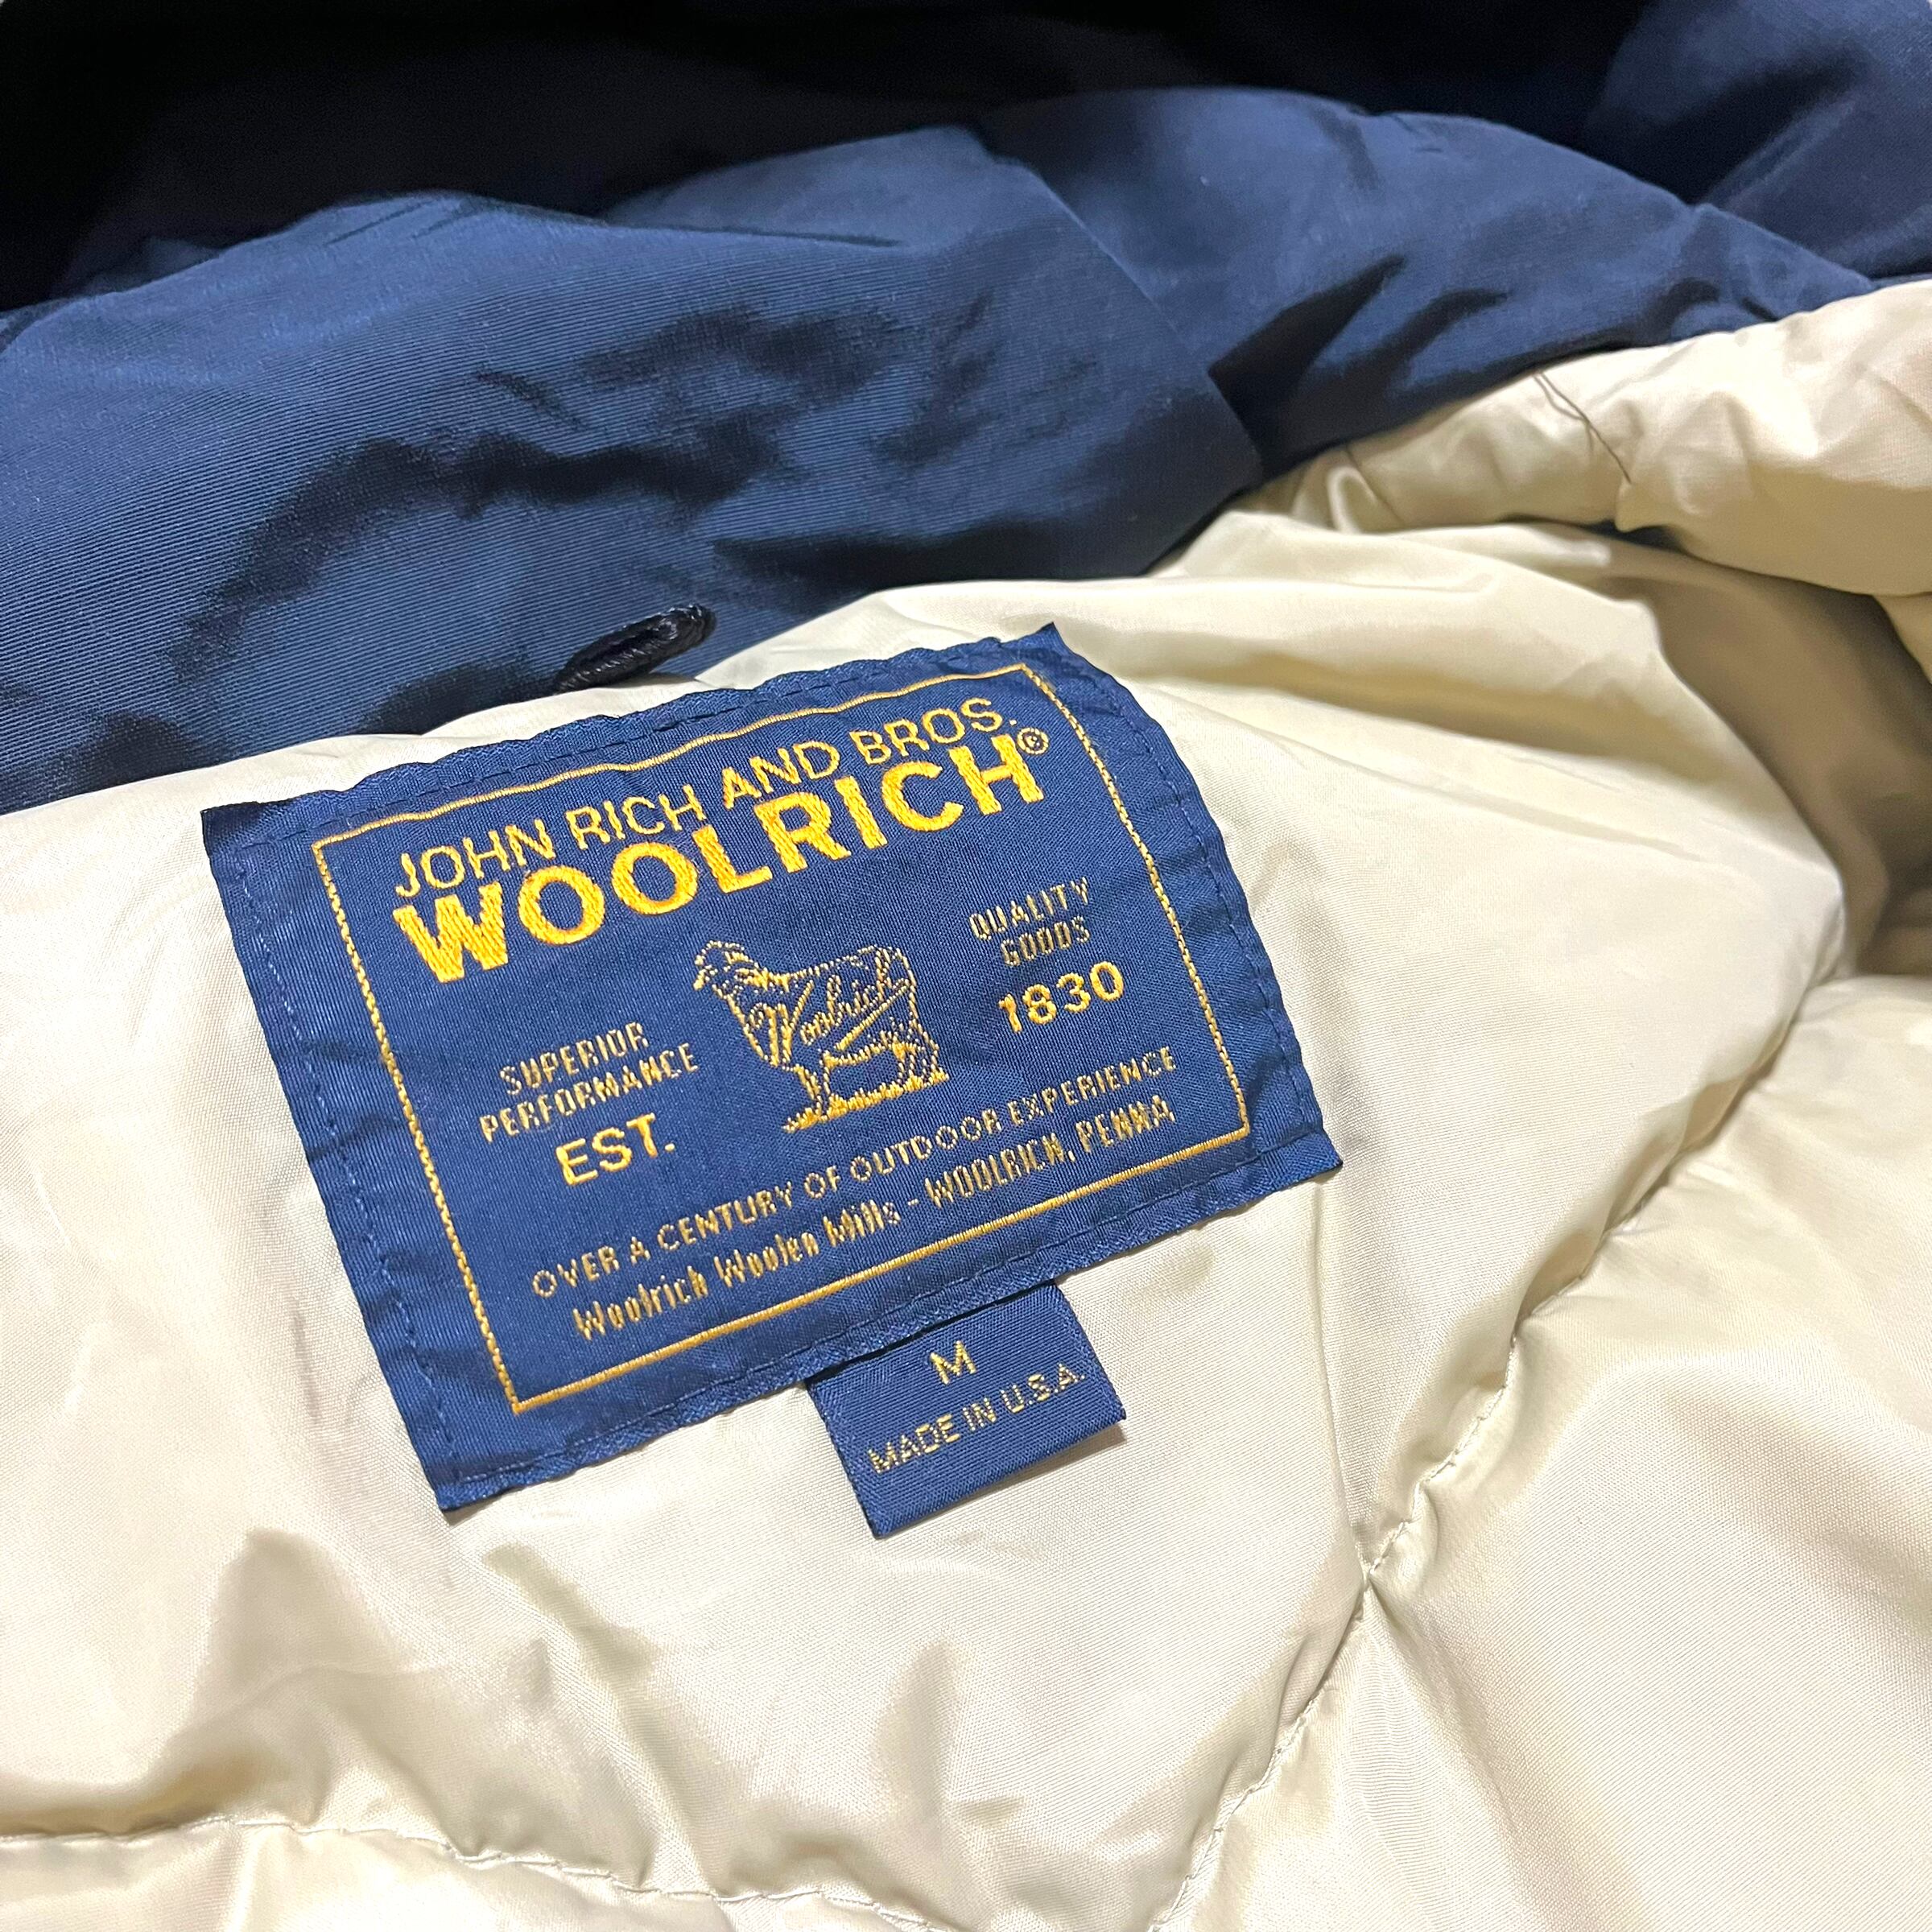 JOHN RICH AND BROS.
WOOLRICH®
SUPERIOR
PERFORMANCE
EST.
Woolrich
QUALITY
GOODS
1830
OVER A CENTURY OF OUTDOOR EXPERIENCE
Woolrich Woolen Mills - WOOLRICH, PENNA.
M
MADE IN U.S.A.